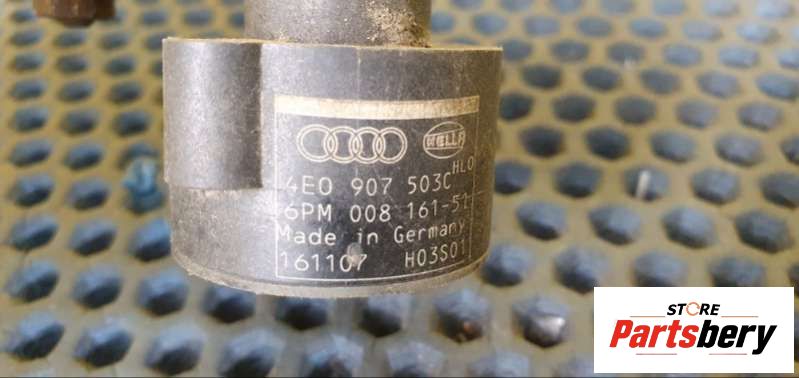 HELLA
HLO
4E0 907 503C
6PM 008 161-51
Made in Germany
161107 H03S01
STORE
Partsbery